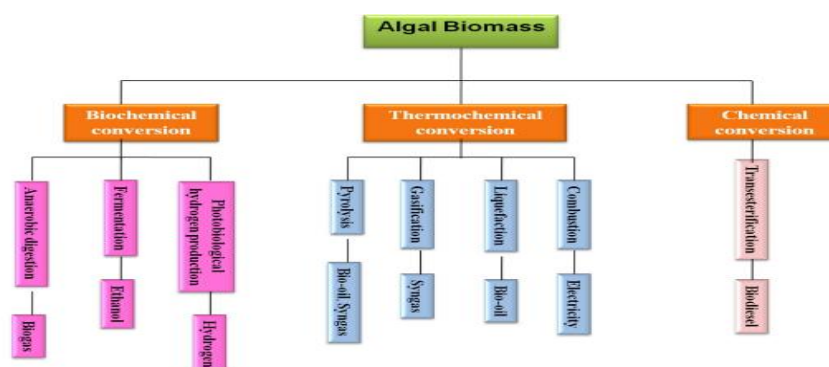 Algal Biomass
Biochemical
conversion
Thermochemical
conversion
Chemical
conversion
Anaerobic digestion
Fermentation
Photobiological
hydrogen production
Pyrolysis
Gasification
Liquefaction
Combustion
Transesterification
Biogas
Ethanol
Hydrogen
Bio-oil, Syngas
Syngas
Bio-oil
Electricity
Biodiesel